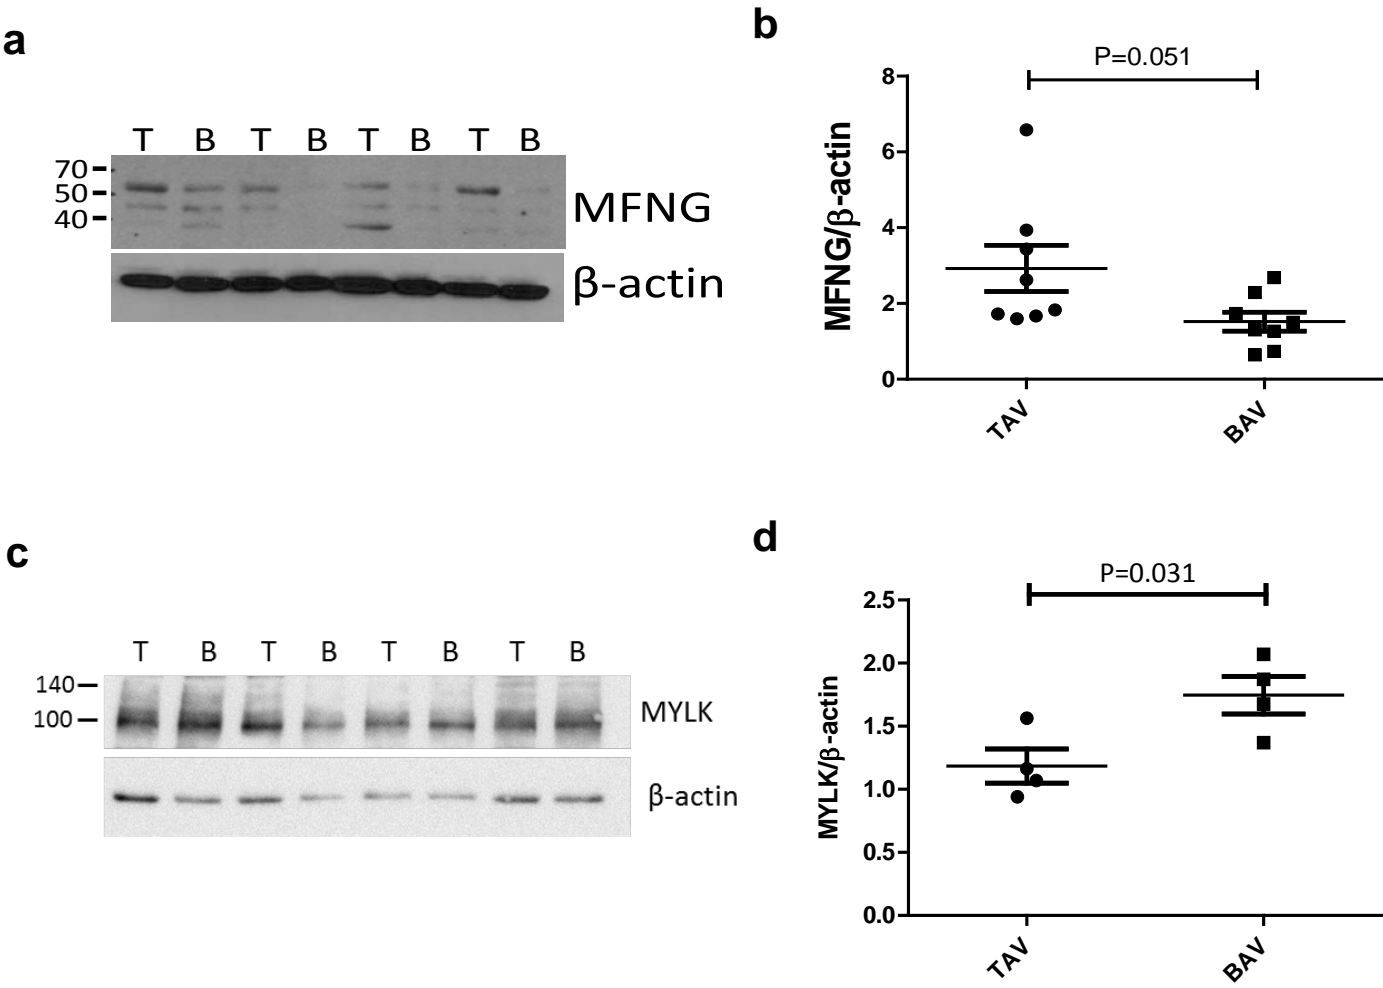 a
T B T B T B T B
70
50
40
MFNG
β-actin
b
P=0.051
MFNG/β-actin
8
6
4
2
0
TAV
BAV
c
T B T B T B T B
140
100
MYLK
β-actin
d
P=0.031
MYLK/β-actin
2.5
2.0
1.5
1.0
0.5
0.0
TAV
BAV